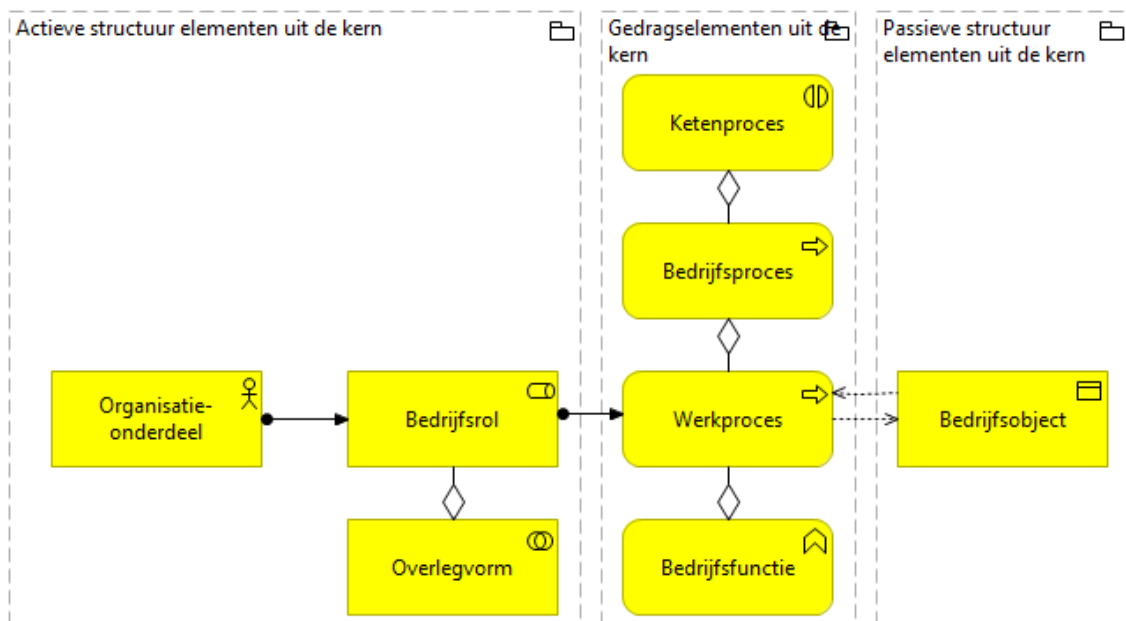 Actieve structuur elementen uit de kern
Gedragselementen uit de
kern
Passieve structuur
elementen uit de kern
Ketenproces
Bedrijfsproces
Organisatie-
onderdeel
Bedrijfsrol
Werkproces
Bedrijfsobject
Overlegvorm
Bedrijfsfunctie